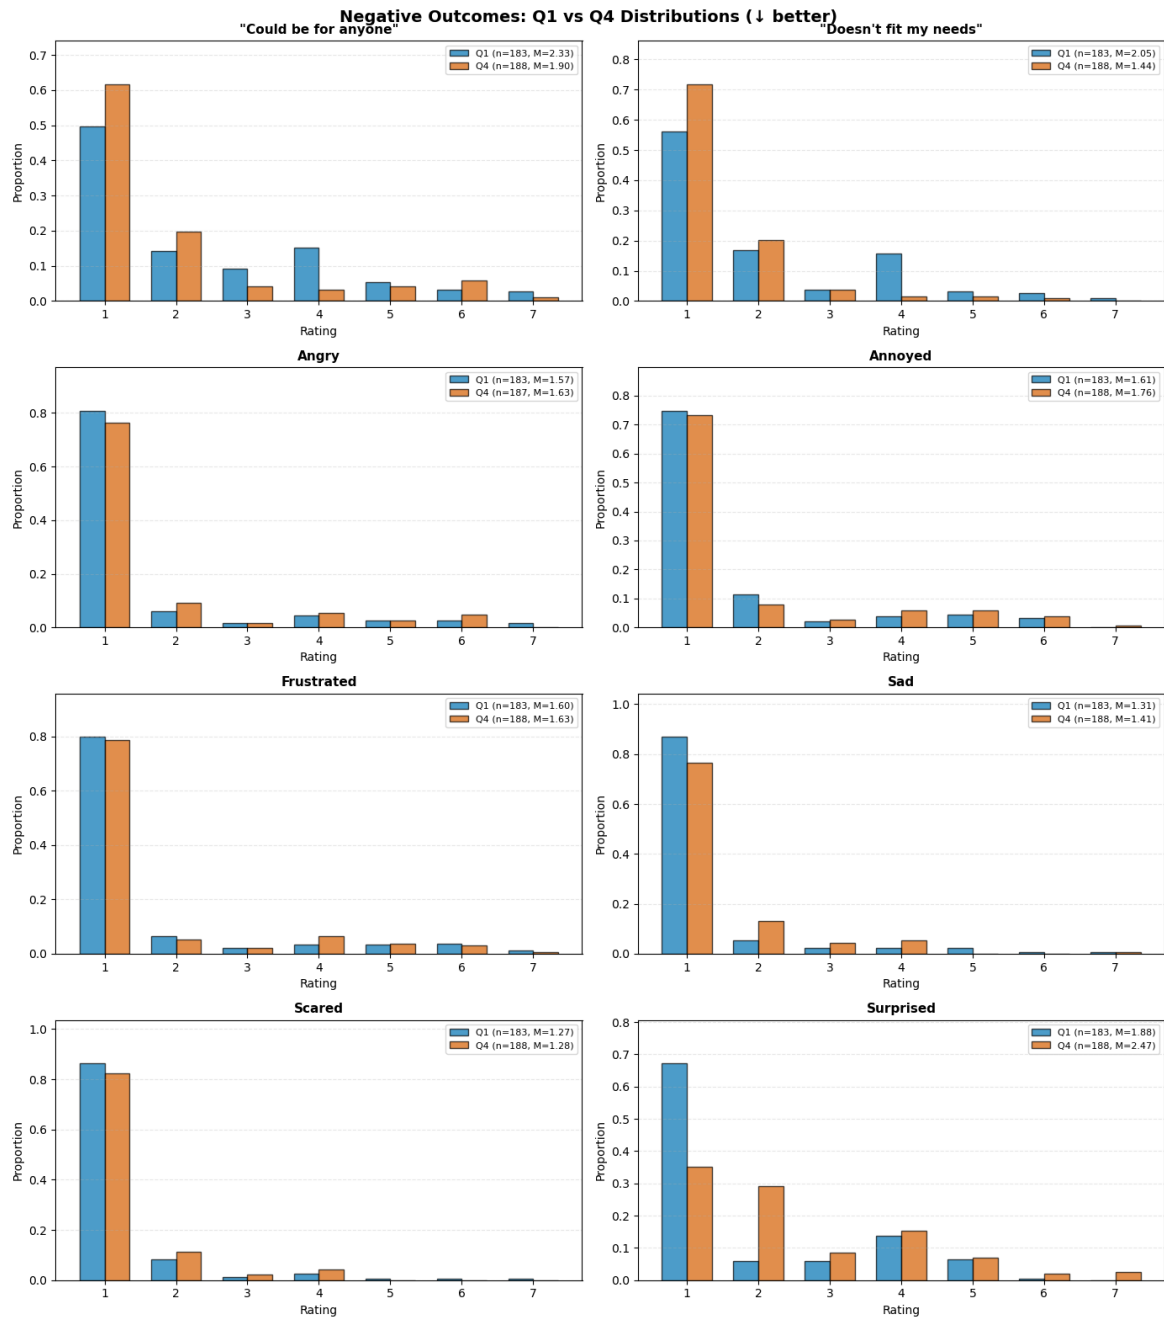 Negative Outcomes: Q1 vs Q4 Distributions (↓ better)
"Could be for anyone"
Q1 (n=183, M=2.33)
Q4 (n=188, M=1.90)
Proportion
0.7
0.6
0.5
0.4
0.3
0.2
0.1
0.0
1 2 3 4 5 6 7
Rating
"Doesn't fit my needs"
Q1 (n=183, M=2.05)
Q4 (n=188, M=1.44)
Proportion
0.8
0.7
0.6
0.5
0.4
0.3
0.2
0.1
0.0
1 2 3 4 5 6 7
Rating
Angry
Q1 (n=183, M=1.57)
Q4 (n=187, M=1.63)
Proportion
0.8
0.6
0.4
0.2
0.0
1 2 3 4 5 6 7
Rating
Annoyed
Q1 (n=183, M=1.61)
Q4 (n=188, M=1.76)
Proportion
0.8
0.7
0.6
0.5
0.4
0.3
0.2
0.1
0.0
1 2 3 4 5 6 7
Rating
Frustrated
Q1 (n=183, M=1.60)
Q4 (n=188, M=1.63)
Proportion
0.8
0.6
0.4
0.2
0.0
1 2 3 4 5 6 7
Rating
Sad
Q1 (n=183, M=1.31)
Q4 (n=188, M=1.41)
Proportion
1.0
0.8
0.6
0.4
0.2
0.0
1 2 3 4 5 6 7
Rating
Scared
Q1 (n=183, M=1.27)
Q4 (n=188, M=1.28)
Proportion
1.0
0.8
0.6
0.4
0.2
0.0
1 2 3 4 5 6 7
Rating
Surprised
Q1 (n=183, M=1.88)
Q4 (n=188, M=2.47)
Proportion
0.8
0.7
0.6
0.5
0.4
0.3
0.2
0.1
0.0
1 2 3 4 5 6 7
Rating